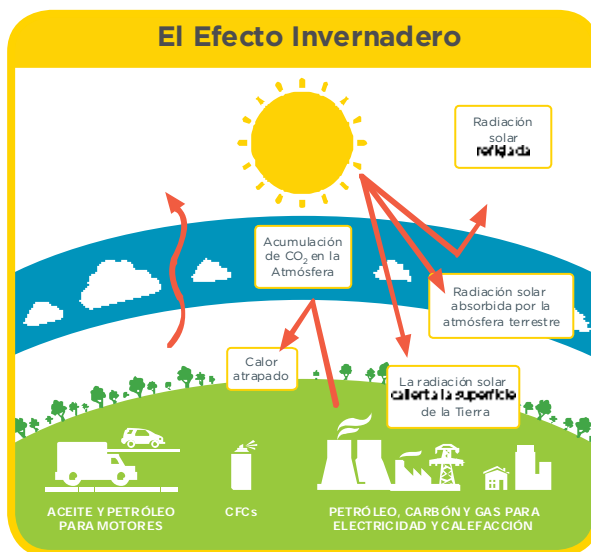 El Efecto Invernadero
Radiación
solar
Acumulación
de CO₂ en la
Atmósfera
Radiación solar
absorbida por la
atmósfera terrestre
Calor
atrapado
La radiación solar
la superficie
de la Tierra
ACEITE Y PETRÓLEO
PARA MOTORES
CFCs
PETRÓLEO, CARBÓN Y GAS PARA
ELECTRICIDAD Y CALEFACCIÓN